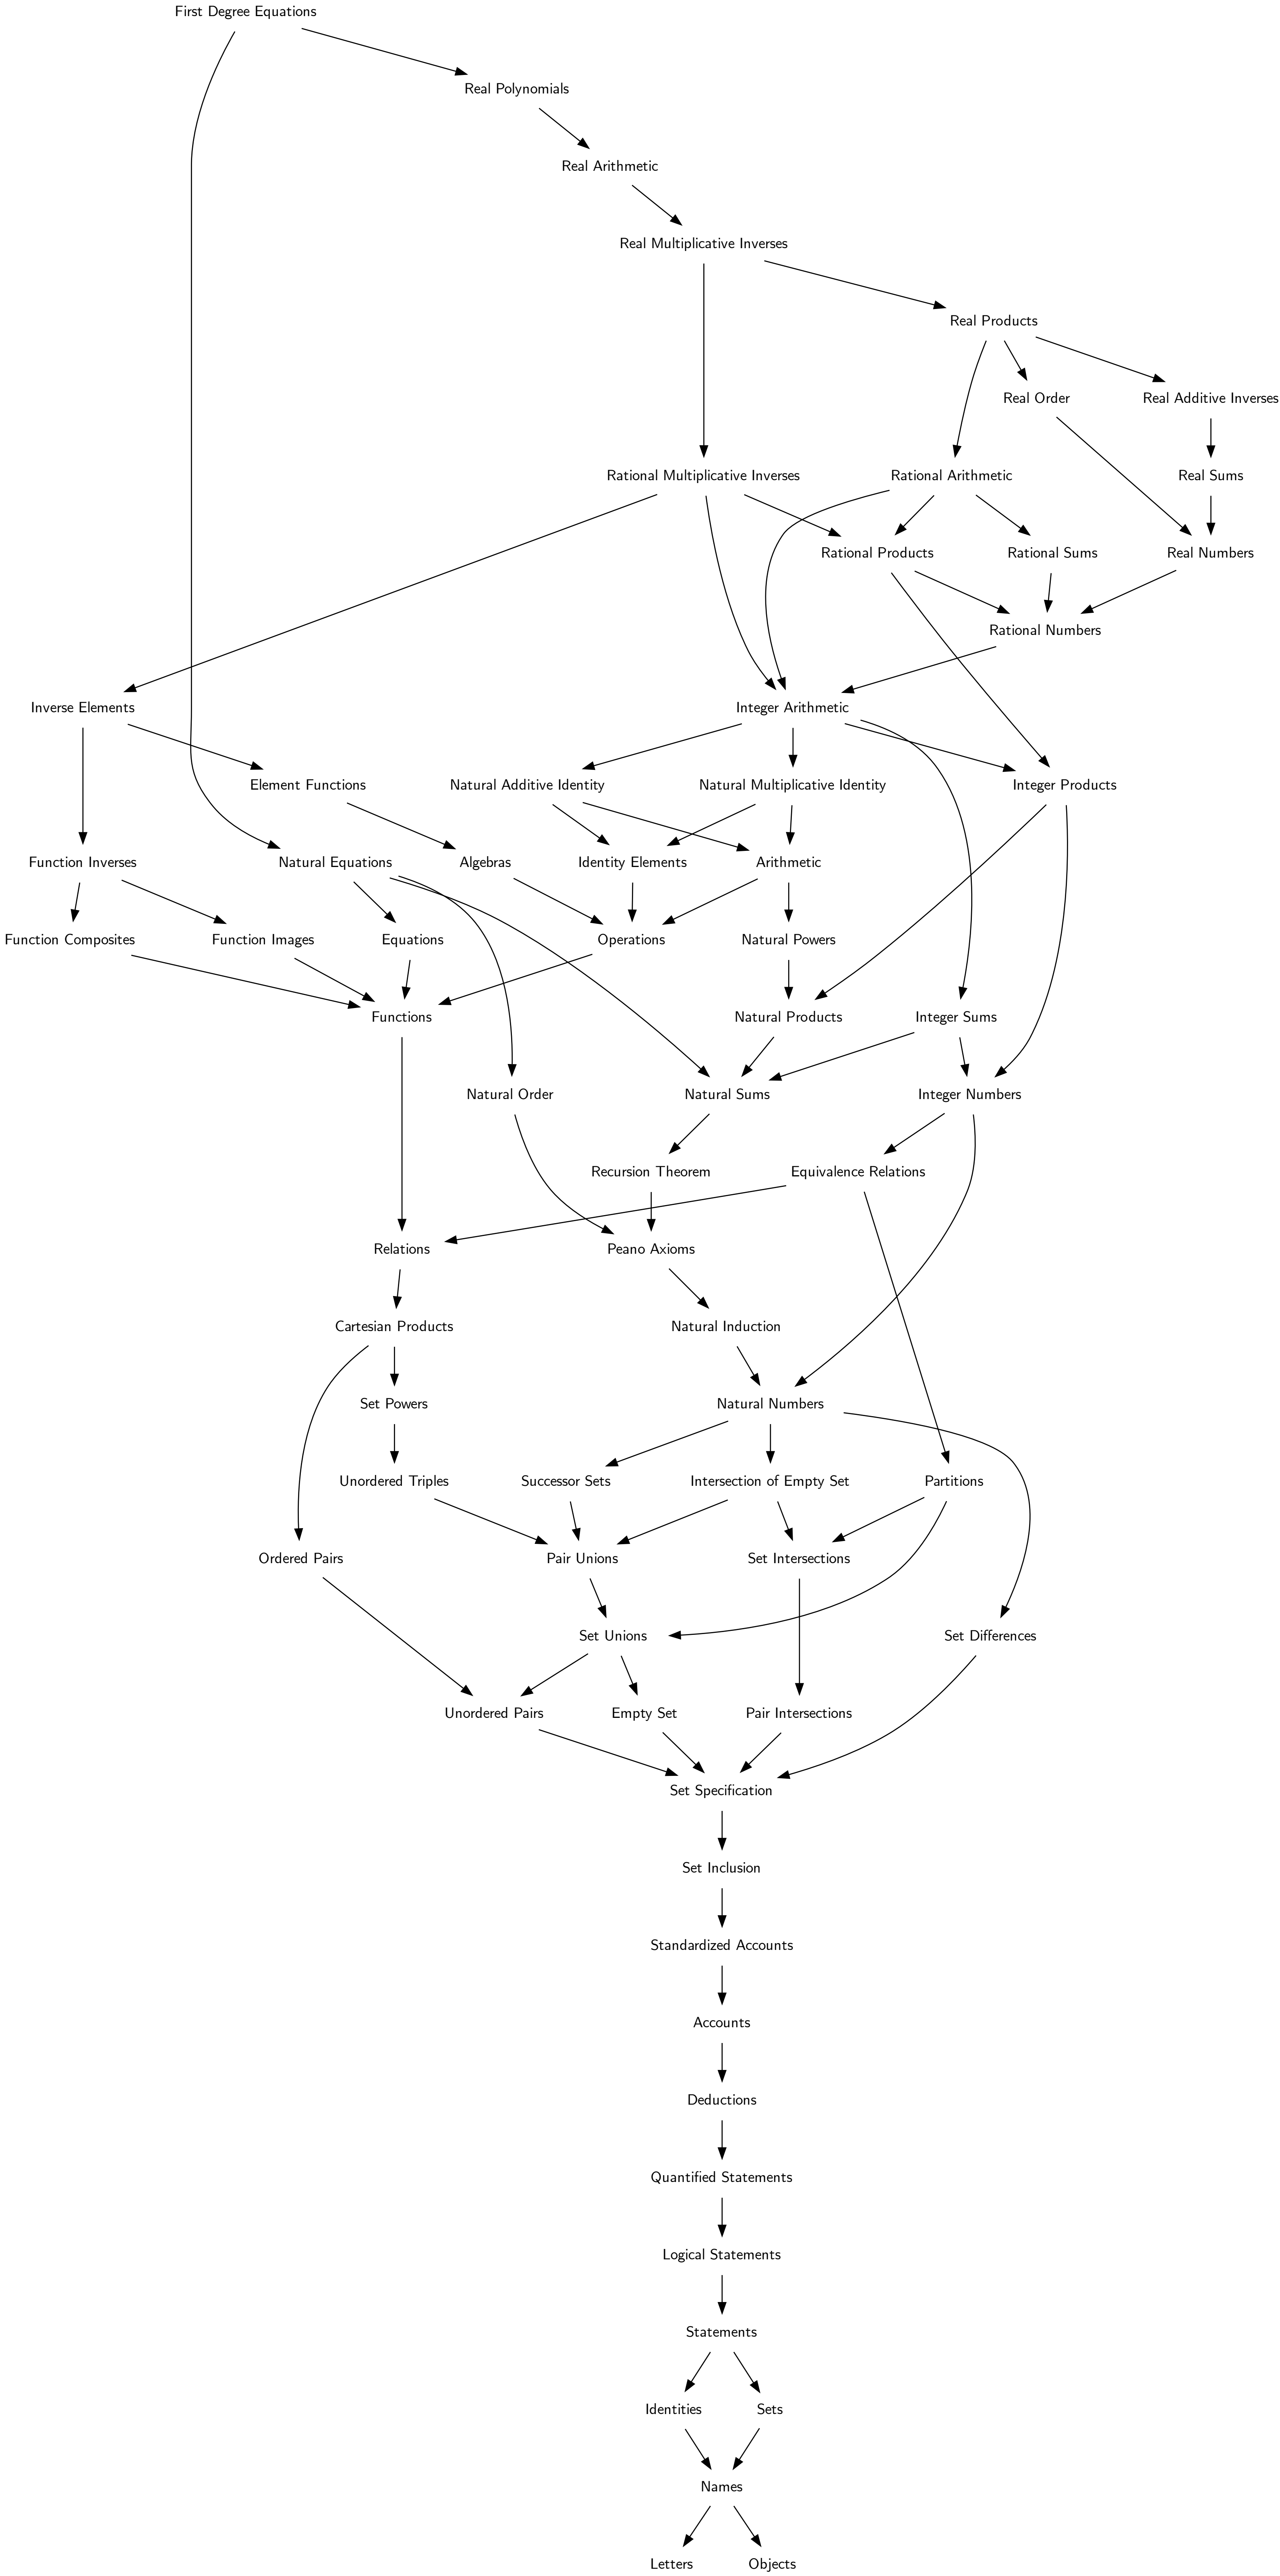 First Degree Equations
Real Polynomials
Real Arithmetic
Real Multiplicative Inverses
Real Products
Real Order
Real Additive Inverses
Rational Multiplicative Inverses
Rational Arithmetic
Real Sums
Rational Products
Rational Sums
Real Numbers
Rational Numbers
Inverse Elements
Integer Arithmetic
Element Functions
Natural Additive Identity
Natural Multiplicative Identity
Integer Products
Function Inverses
Natural Equations
Algebras
Identity Elements
Arithmetic
Function Composites
Function Images
Equations
Operations
Natural Powers
Functions
Natural Products
Integer Sums
Natural Order
Natural Sums
Integer Numbers
Recursion Theorem
Equivalence Relations
Relations
Peano Axioms
Cartesian Products
Natural Induction
Set Powers
Natural Numbers
Unordered Triples
Successor Sets
Intersection of Empty Set
Partitions
Ordered Pairs
Pair Unions
Set Intersections
Set Unions
Set Differences
Unordered Pairs
Empty Set
Pair Intersections
Set Specification
Set Inclusion
Standardized Accounts
Accounts
Deductions
Quantified Statements
Logical Statements
Statements
Identities
Sets
Names
Letters
Objects